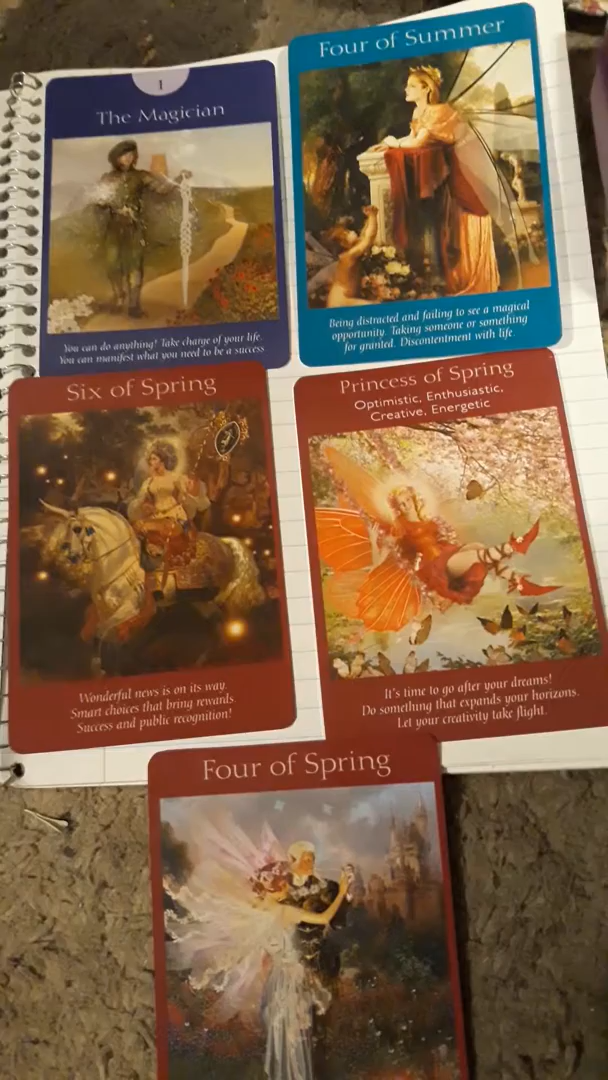 I
The Magician
You can do anything! Take charge of your life.
You can manifest what you need to be a success
Four of Summer
Being distracted and failing to see a magical
opportunity. Taking someone or something
for granted. Discontentment with life.
Six of Spring
Wonderful news is on its way.
Smart choices that bring rewards.
Success and public recognition!
Princess of Spring
Optimistic, Enthusiastic,
Creative, Energetic
It's time to go after your dreams!
Do something that expands your horizons.
Let your creativity take flight.
Four of Spring